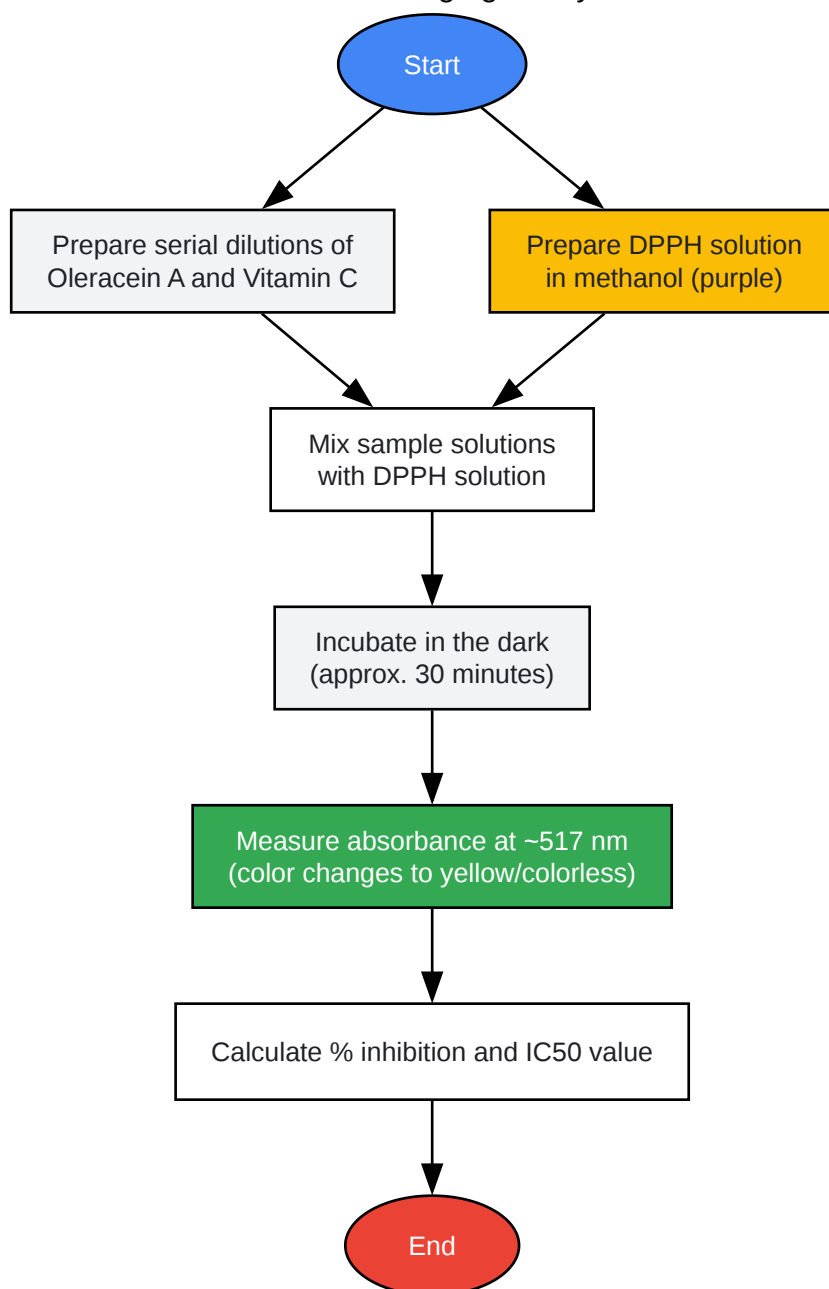 Start
Prepare serial dilutions of
Oleracein A and Vitamin C
Prepare DPPH solution
in methanol (purple)
Mix sample solutions
with DPPH solution
Incubate in the dark
(approx. 30 minutes)
Measure absorbance at ~517 nm
(color changes to yellow/colorless)
Calculate % inhibition and IC50 value
End